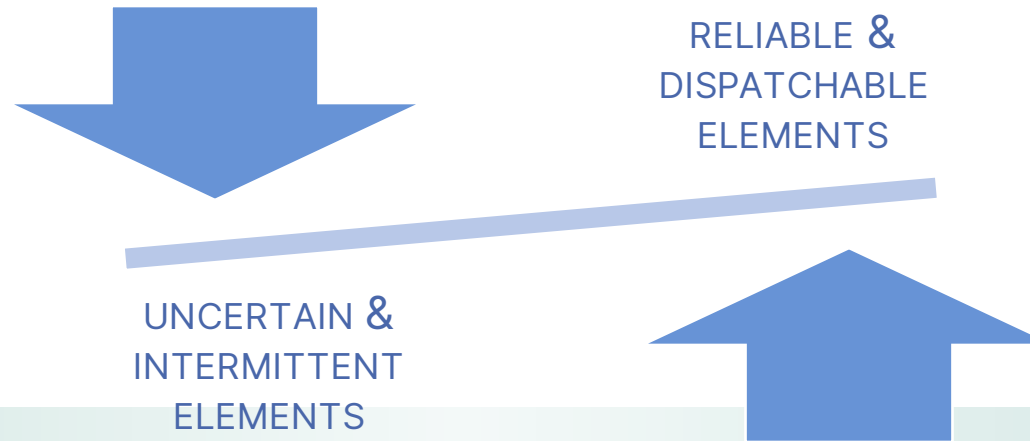 RELIABLE &
DISPATCHABLE
ELEMENTS
UNCERTAIN &
INTERMITTENT
ELEMENTS